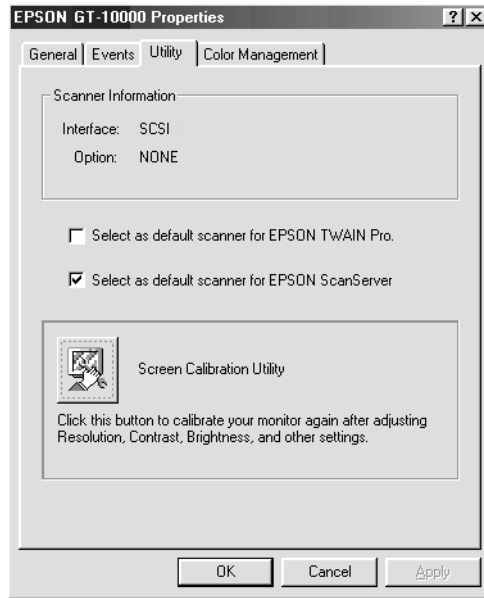 EPSON GT-10000 Properties
General Events Utility Color Management
Scanner Information
Interface: SCSI
Option: NONE
Select as default scanner for EPSON TWAIN Pro.
Select as default scanner for EPSON ScanServer
Screen Calibration Utility
Click this button to calibrate your monitor again after adjusting
Resolution, Contrast, Brightness, and other settings.
OK Cancel Apply